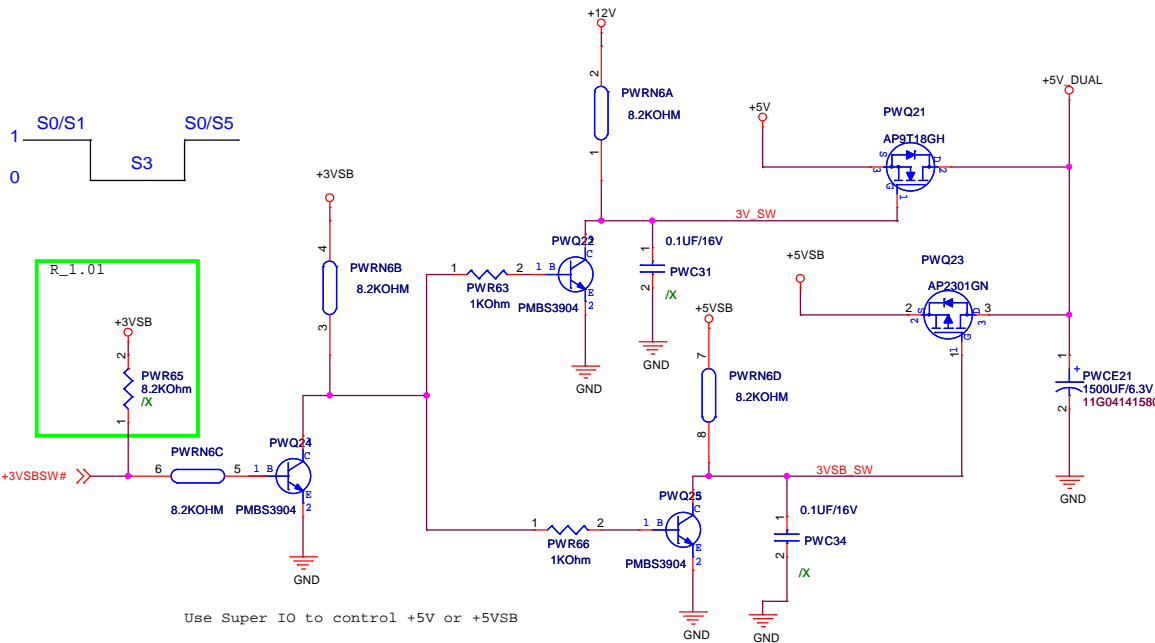 +12V
2
PWRN6A
8.2KOHM
1
+5V_DUAL
+5V
PWQ21
AP9T18GH
S
D
3
2
G
1
S0/S1
S0/S5
1
S3
0
+3VSB
4
PWRN6B
8.2KOHM
3
3V_SW
PWQ22
C
1 B
E
2
PMBS3904
1
2
PWR63
1KOhm
0.1UF/16V
1
PWC31
2
/X
GND
GND
+5VSB
PWQ23
AP2301GN
2
S
D
3
3
G
1
R_1.01
+3VSB
2
PWR65
8.2KOhm
/X
1
+5VSB
7
PWRN6D
8.2KOHM
8
1
+
PWCE21
1500UF/6.3V
11G04141580
2
GND
+3VSBSW#
PWRN6C
6
5
8.2KOHM
PWQ24
C
1 B
E
2
PMBS3904
GND
3VSB_SW
PWQ25
C
1 B
E
2
PMBS3904
1
2
PWR66
1KOhm
0.1UF/16V
1
PWC34
2
/X
GND
GND
Use Super IO to control +5V or +5VSB